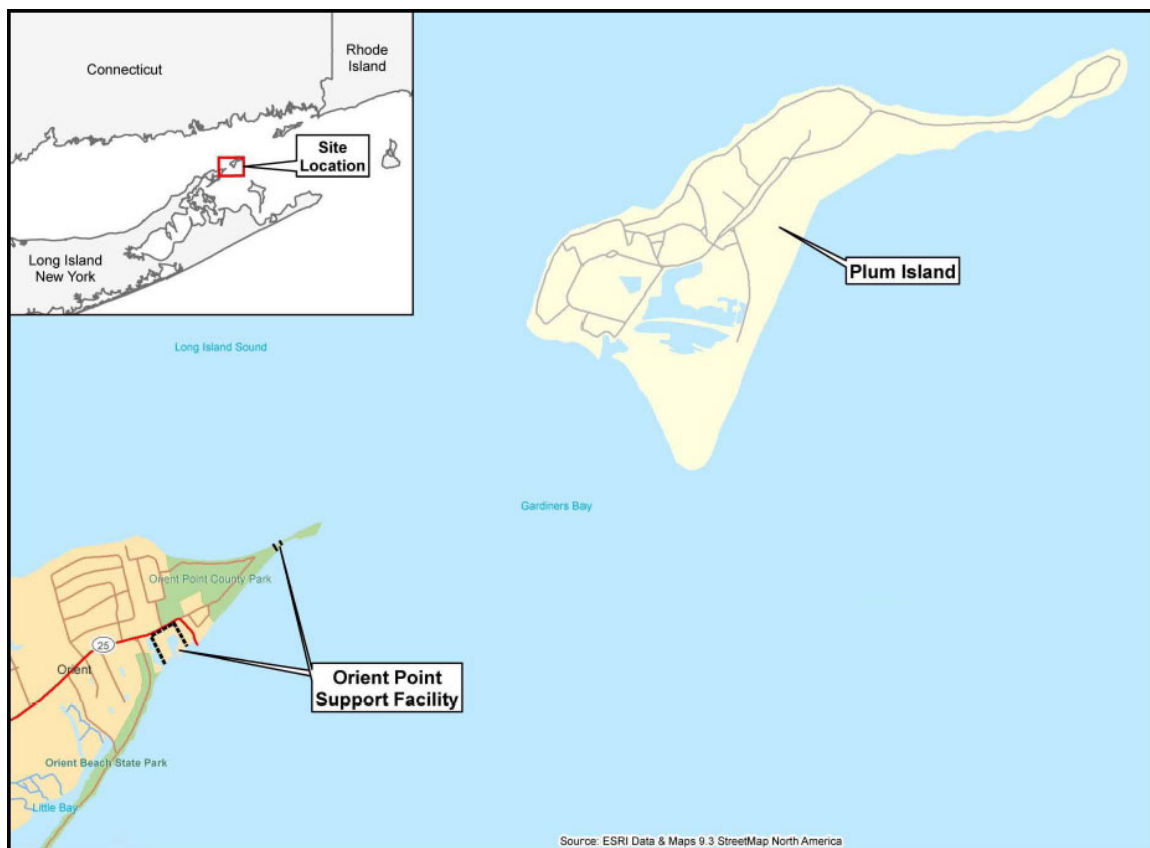 Connecticut
Rhode
Island
Site
Location
Long Island
New York
Plum Island
Long Island Sound
Gardiners Bay
Orient Point County Park
25
Orient
Orient Point
Support Facility
Orient Beach State Park
Little Bay
Source: ESRI Data & Maps 9.3 StreetMap North America